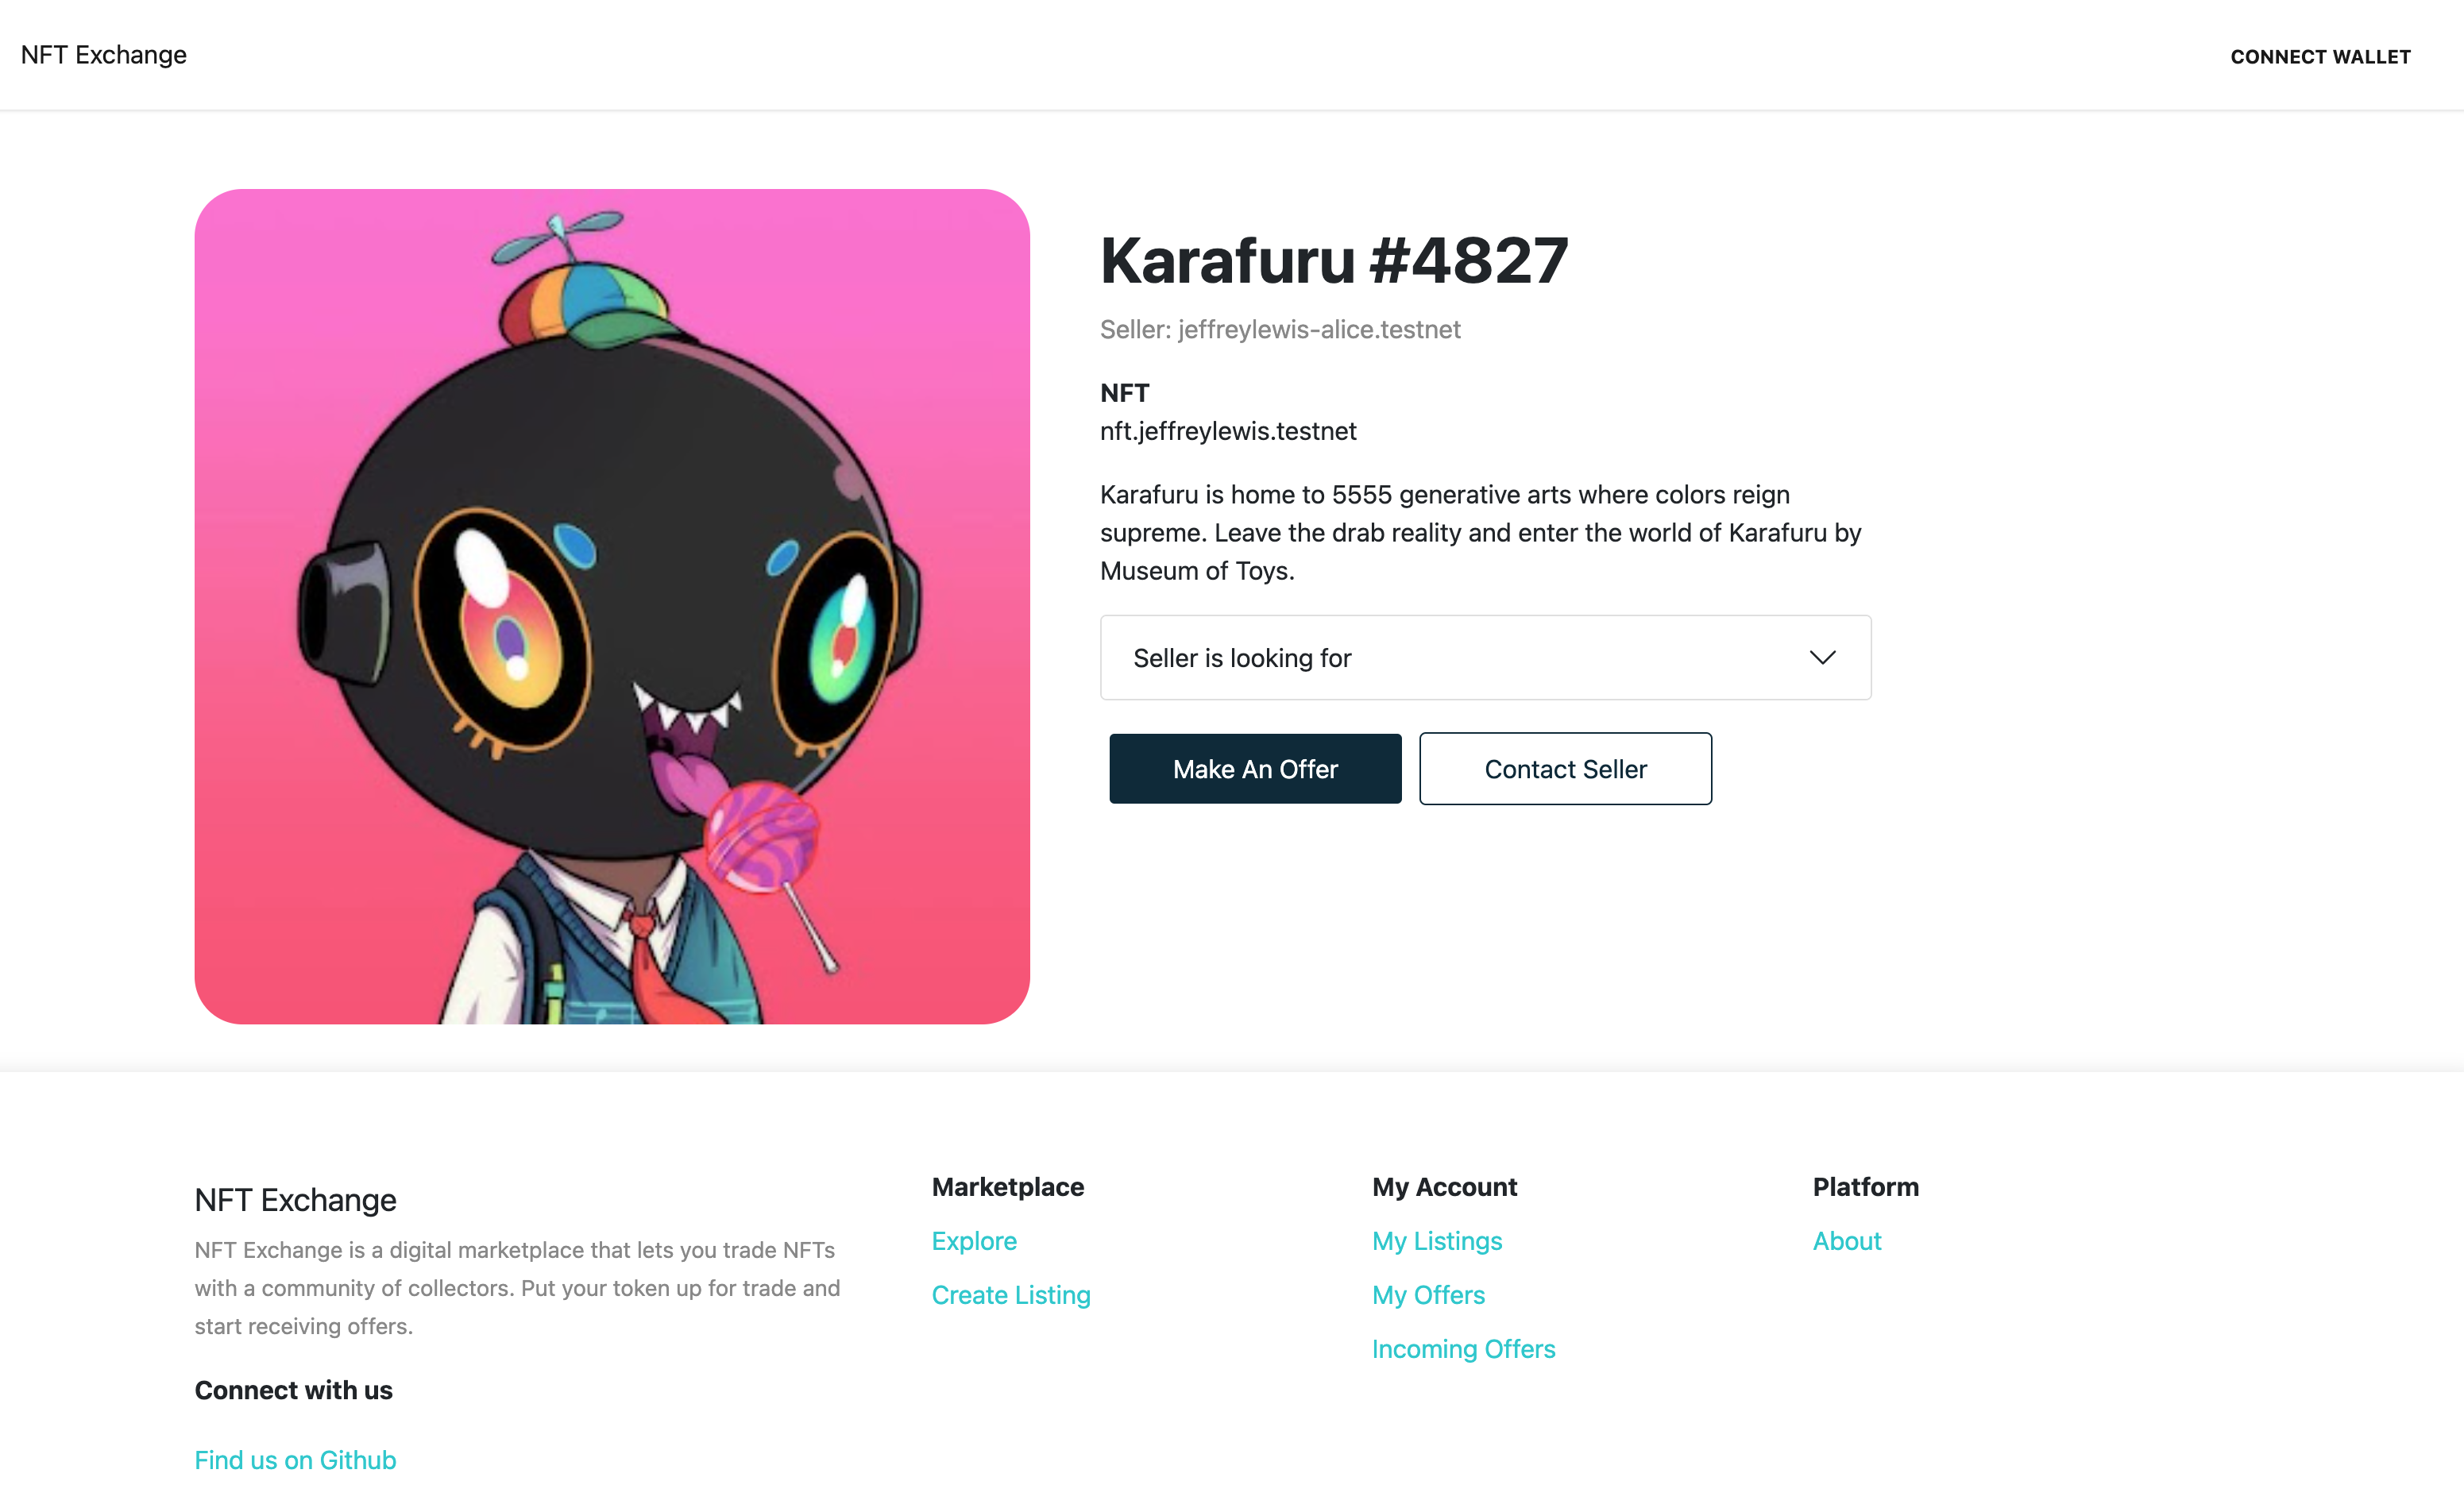 NFT Exchange
CONNECT WALLET
Karafuru #4827
Seller: jeffreylewis-alice.testnet
NFT
nft.jeffreylewis.testnet
Karafuru is home to 5555 generative arts where colors reign
supreme. Leave the drab reality and enter the world of Karafuru by
Museum of Toys.
Seller is looking for
Make An Offer
Contact Seller
NFT Exchange
NFT Exchange is a digital marketplace that lets you trade NFTs
with a community of collectors. Put your token up for trade and
start receiving offers.
Connect with us
Find us on Github
Marketplace
Explore
Create Listing
My Account
My Listings
My Offers
Incoming Offers
Platform
About